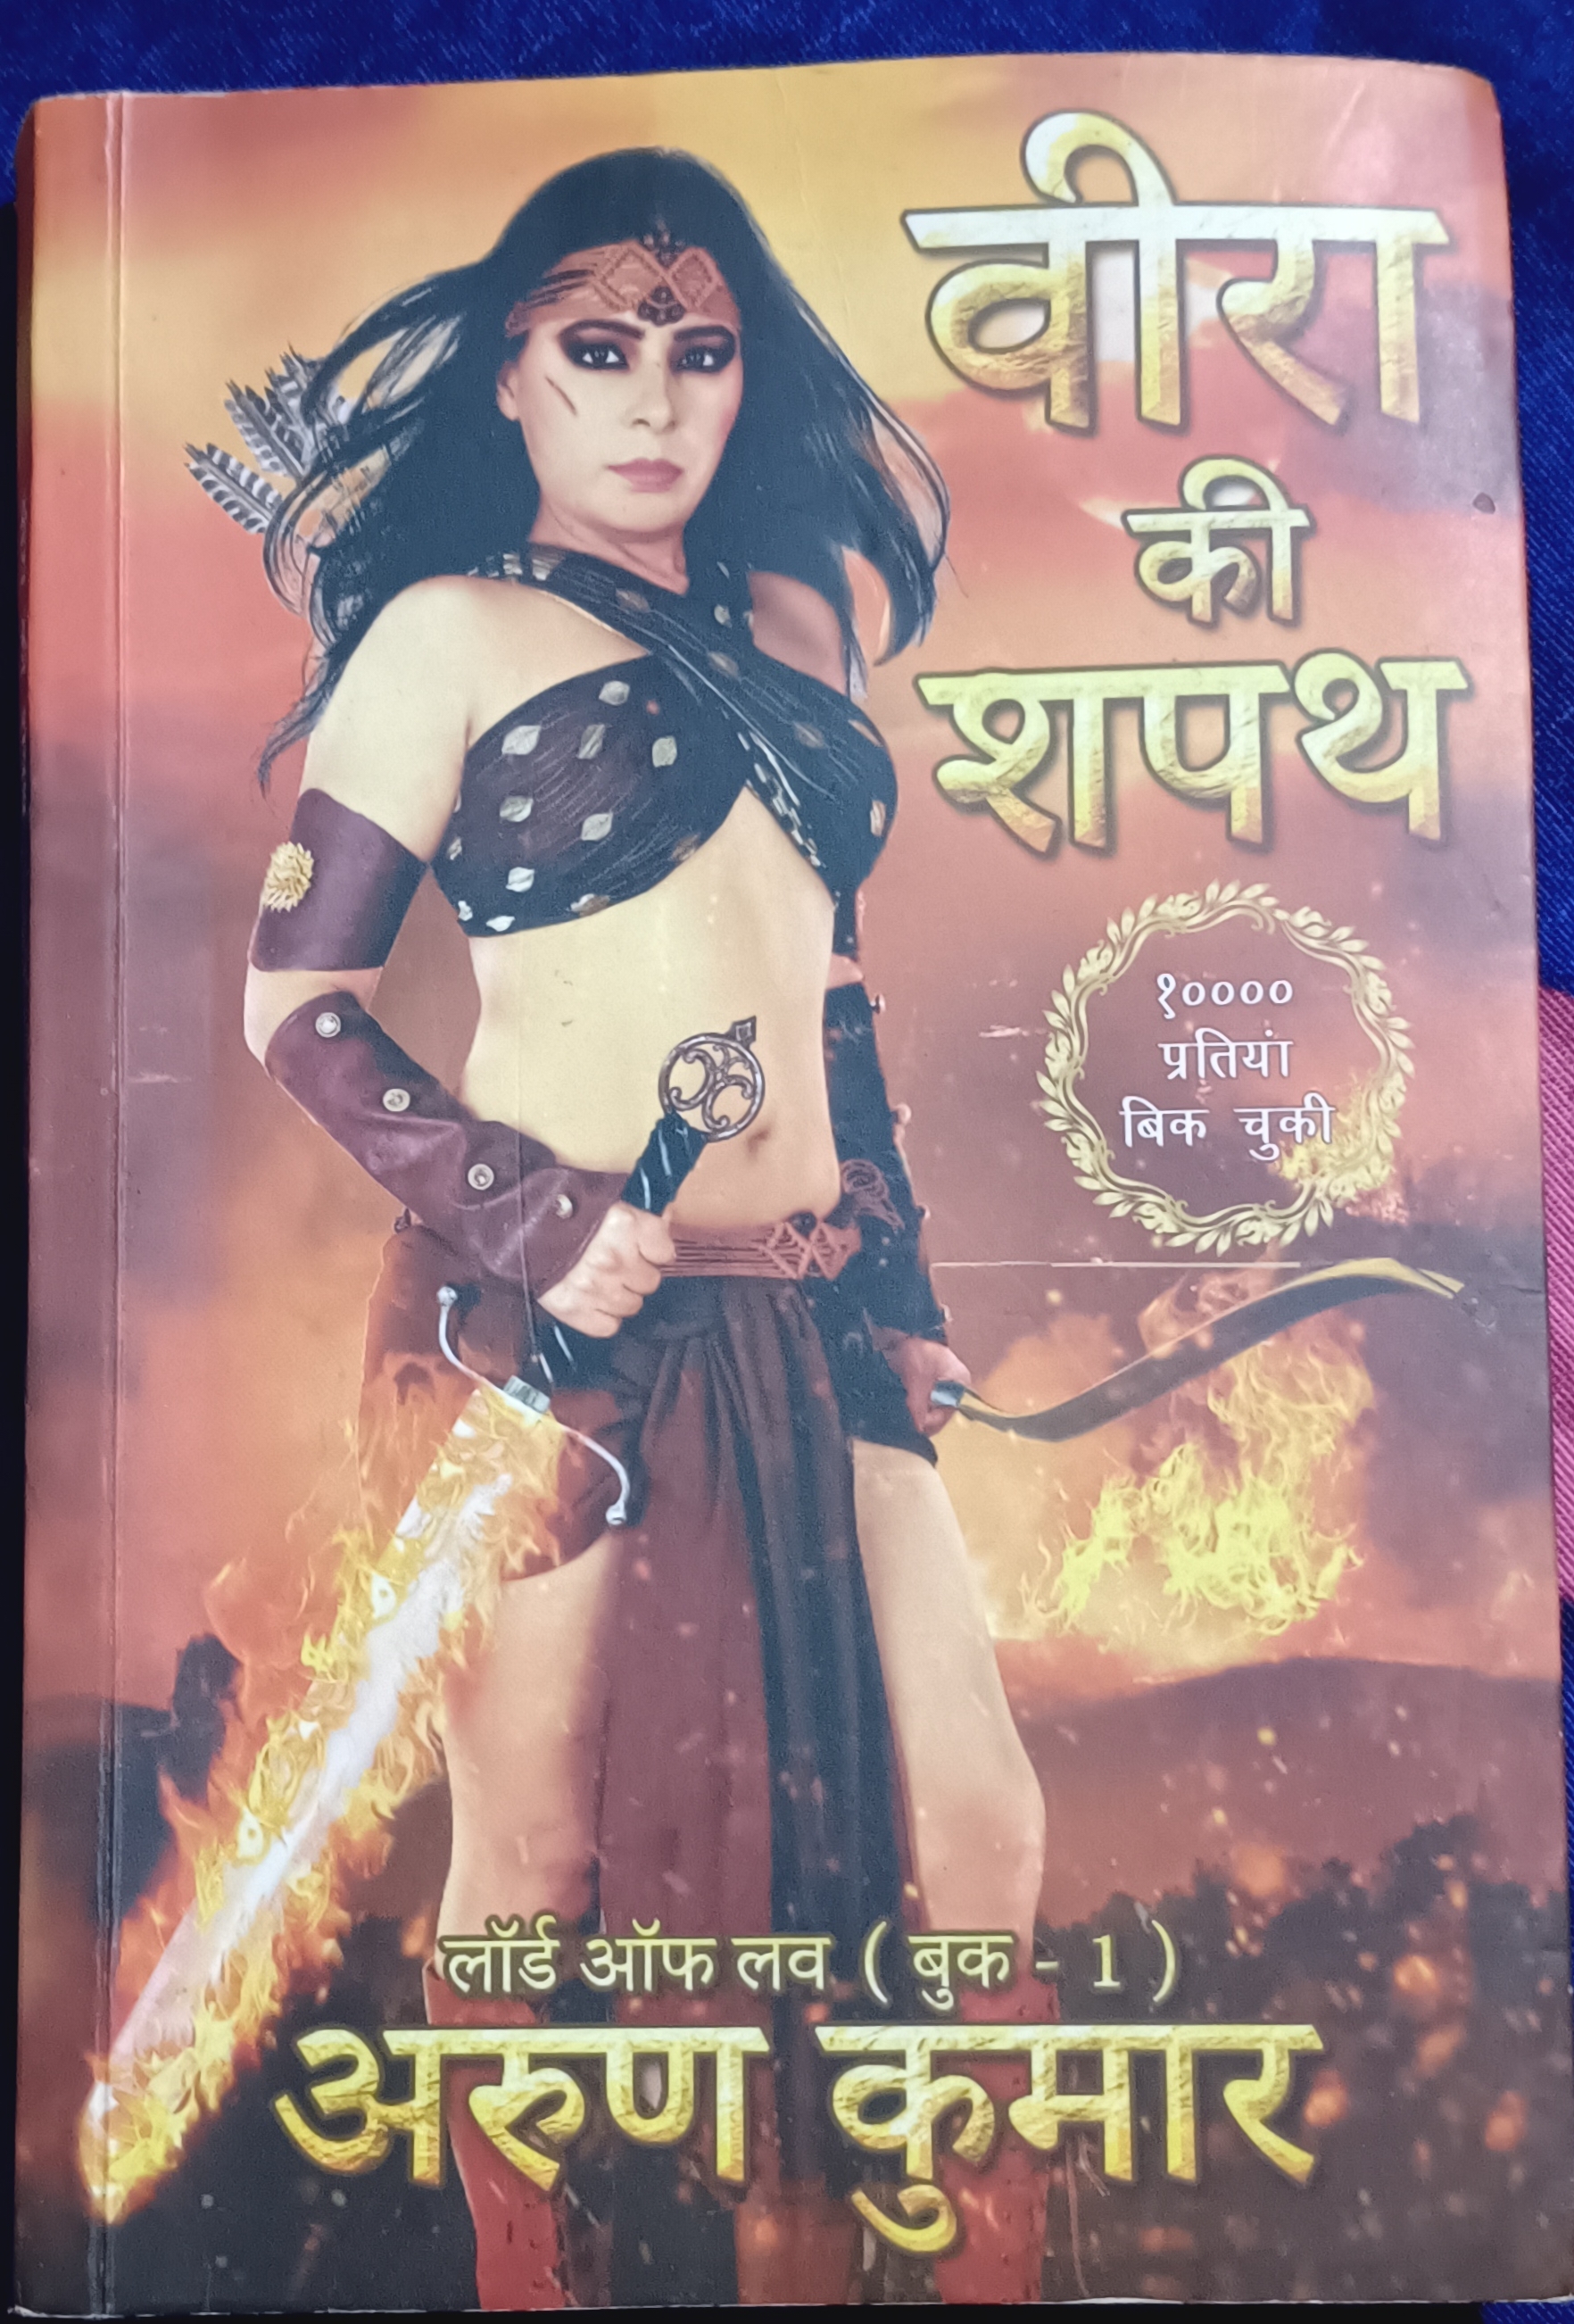 वीरा
की
शपथ
१००००
प्रतियां
बिक चुकी
लॉर्ड ऑफ लव ( बुक - 1 )
अरुण कुमार